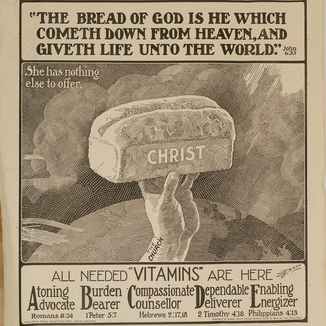 "THE BREAD OF GOD IS HE WHICH
COMETH DOWN FROM HEAVEN, AND
GIVETH LIFE UNTO THE WORLD." John 6:33
She has nothing
else to offer.
CHRIST
THE CHURCH
ALL NEEDED "VITAMINS" ARE HERE
Atoning Advocate Romans 8:34
Burden Bearer 1 Peter 5:7
Compassionate Counsellor Hebrews 2:17,18
Dependable Deliverer 2 Timothy 4:18
Enabling Energizer Philippians 4:13